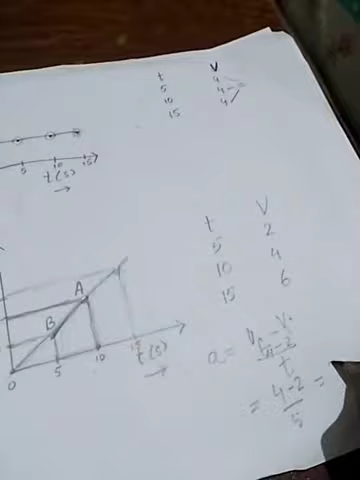 t V
5 4
10 4
15 4
5 10 15
t(s)
t V
5 2
10 4
15 6
A
B
0 5 10 15
t(s)
a =
t
= 4-2 =
5